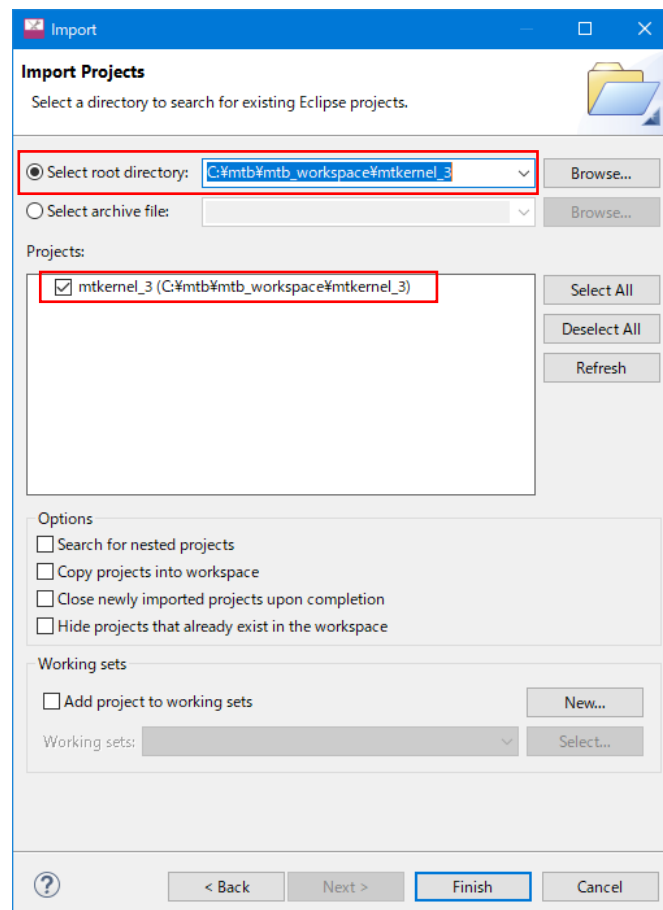 Import
Import Projects
Select a directory to search for existing Eclipse projects.
Select root directory: C:¥mtb¥mtb_workspace¥mtkernel_3 Browse...
Select archive file: Browse...
Projects:
mtkernel_3 (C:¥mtb¥mtb_workspace¥mtkernel_3)
Select All
Deselect All
Refresh
Options
Search for nested projects
Copy projects into workspace
Close newly imported projects upon completion
Hide projects that already exist in the workspace
Working sets
Add project to working sets New...
Working sets: Select...
? < Back Next > Finish Cancel